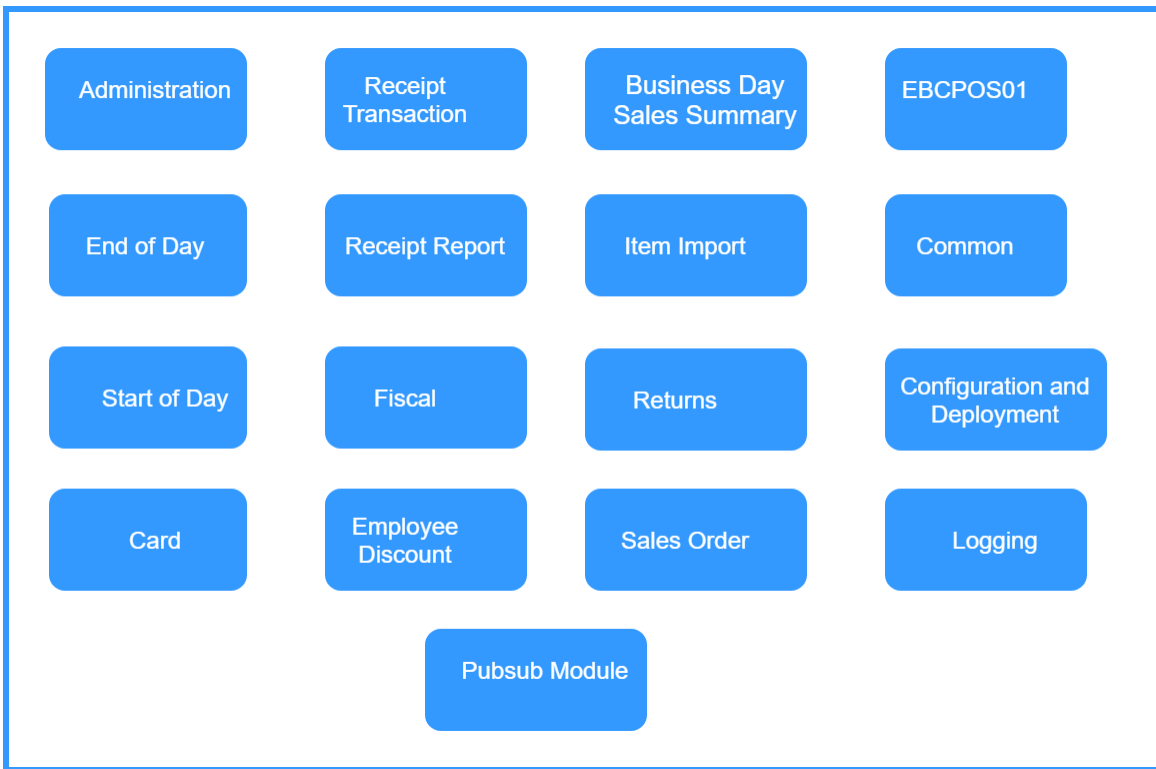 Administration
Receipt
Transaction
Business Day
Sales Summary
EBCPOS01
End of Day
Receipt Report
Item Import
Common
Start of Day
Fiscal
Returns
Configuration and
Deployment
Card
Employee
Discount
Sales Order
Logging
Pubsub Module